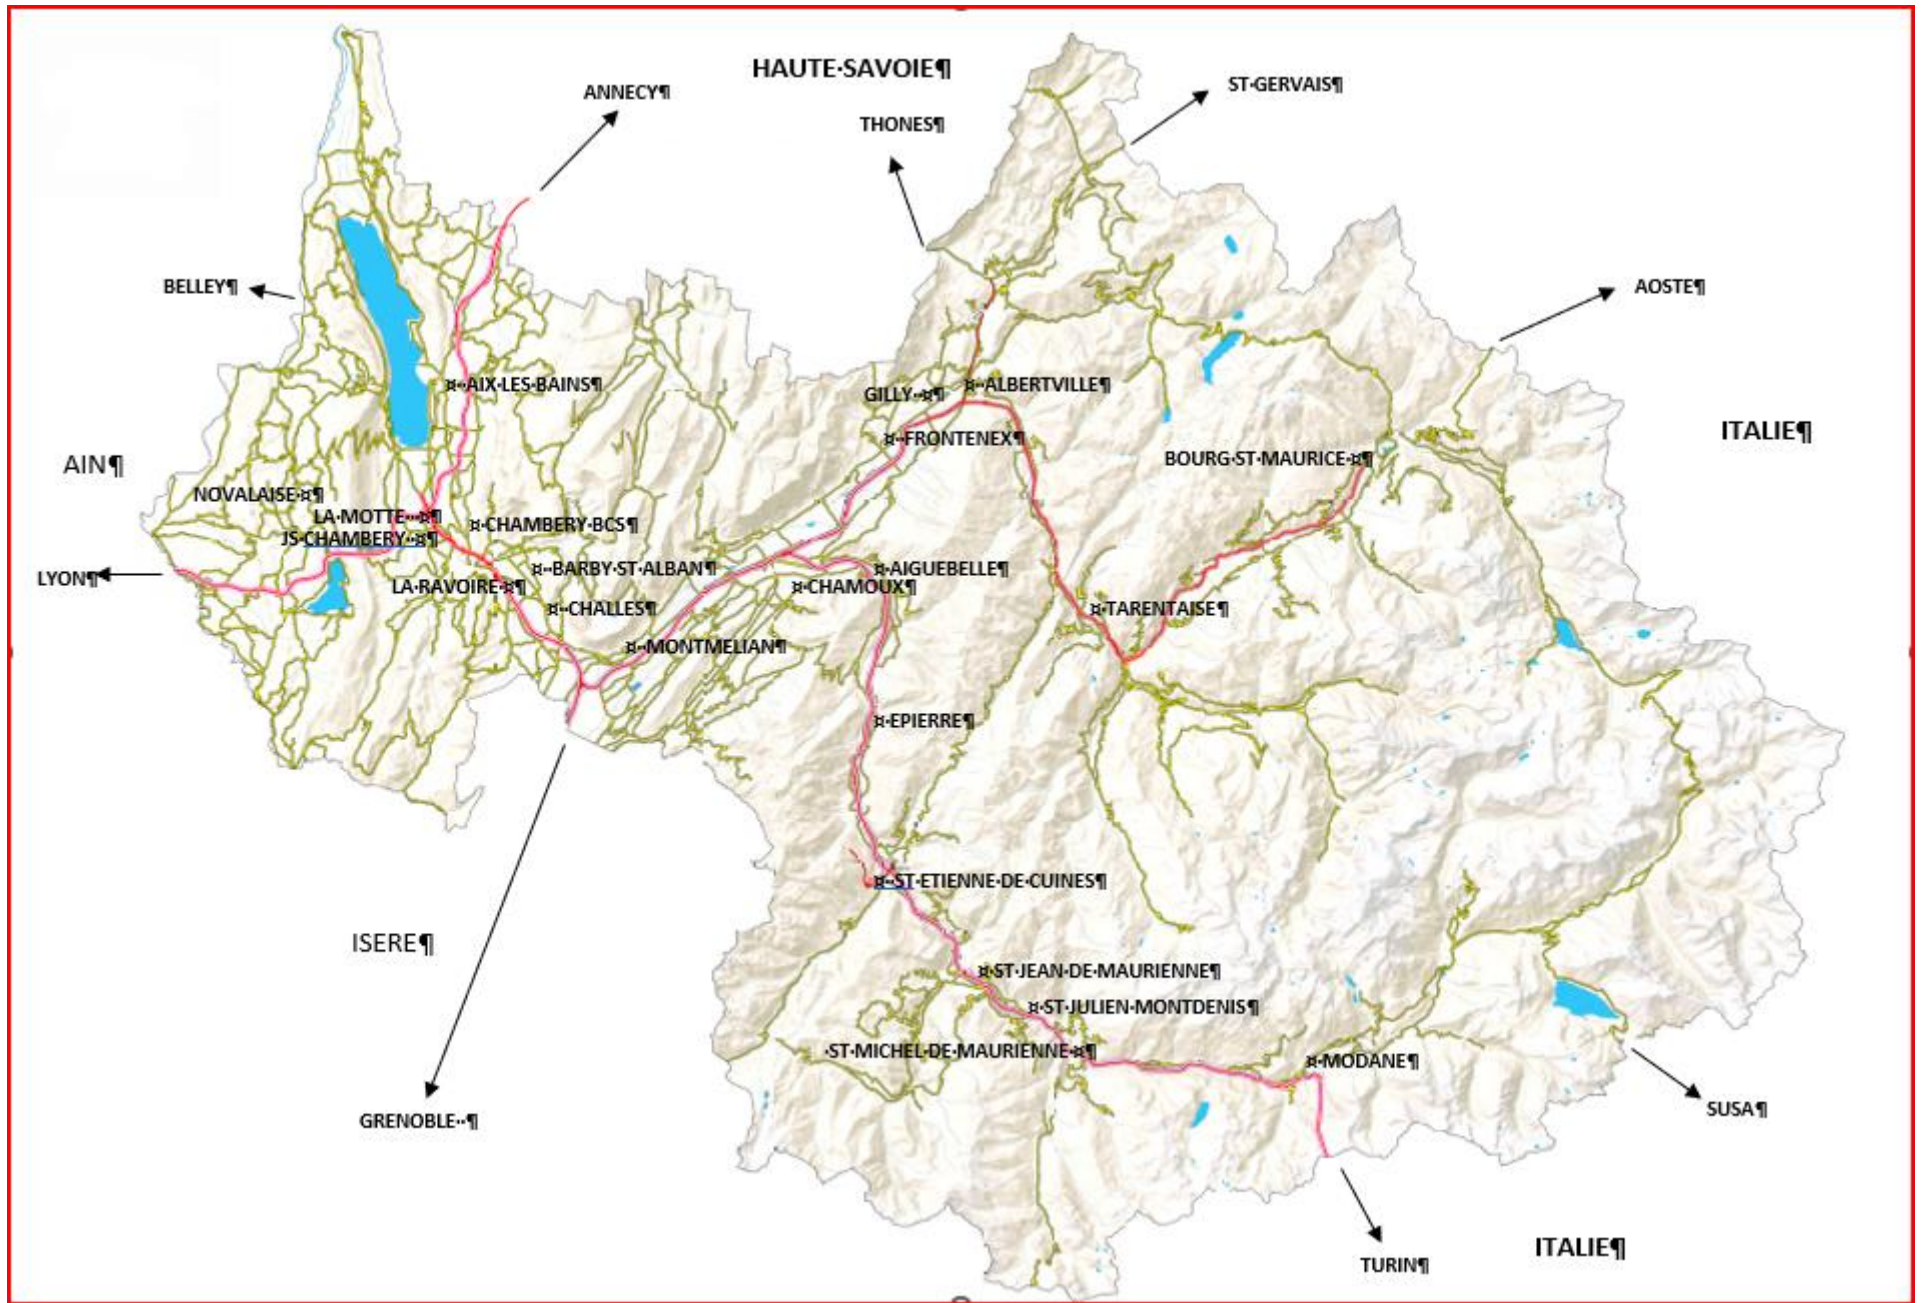 HAUTE·SAVOIE¶
ST·GERVAIS¶
ANNECY¶
THONES¶
BELLEY¶
AOSTE¶
¤··AIX·LES·BAINS¶
GILLY··¤¶
¤··ALBERTVILLE¶
ITALIE¶
¤··FRONTENEX¶
BOURG·ST·MAURICE·¤¶
AIN¶
NOVALAISE·¤¶
LA·MOTTE···¤¶
¤·CHAMBERY·BCS¶
JS·CHAMBERY··¤¶
LYON¶
¤··BARBY·ST·ALBAN¶
¤·AIGUEBELLE¶
LA·RAVOIRE·¤¶
¤·CHAMOUX¶
¤··CHALLES¶
¤·TARENTAISE¶
¤··MONTMELIAN¶
¤·EPIERRE¶
¤··ST·ETIENNE·DE·CUINES¶
ISERE¶
¤·ST·JEAN·DE·MAURIENNE¶
¤·ST·JULIEN·MONTDENIS¶
·ST·MICHEL·DE·MAURIENNE·¤¶
¤·MODANE¶
SUSA¶
GRENOBLE··¶
ITALIE¶
TURIN¶